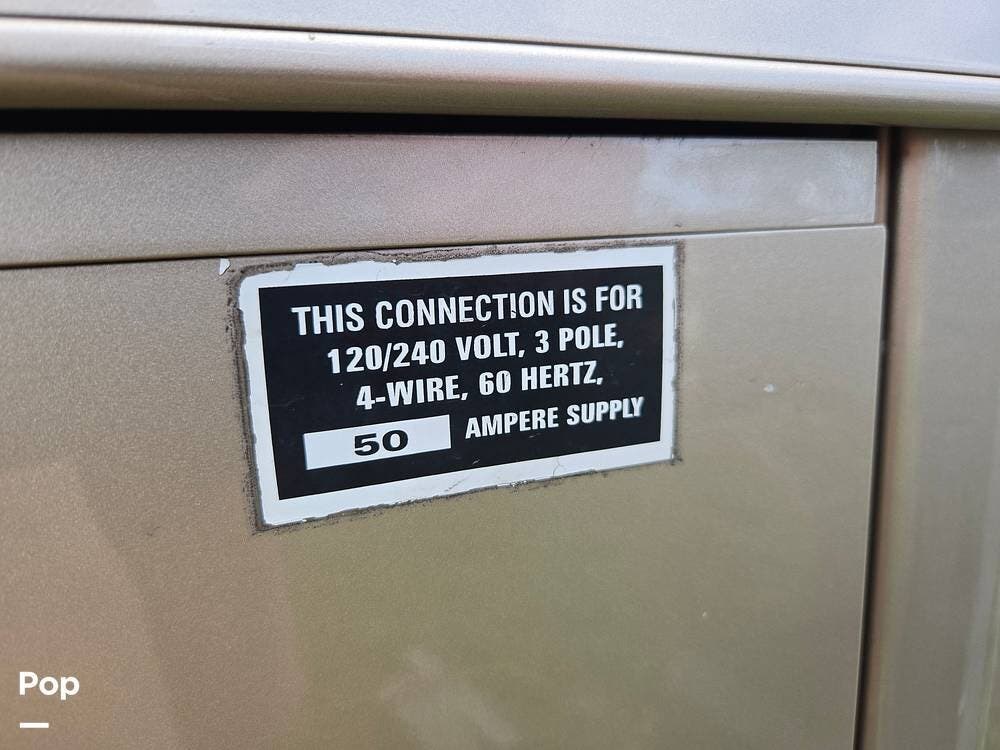 THIS CONNECTION IS FOR
120/240 VOLT, 3 POLE,
4-WIRE, 60 HERTZ,
50 AMPERE SUPPLY
Pop